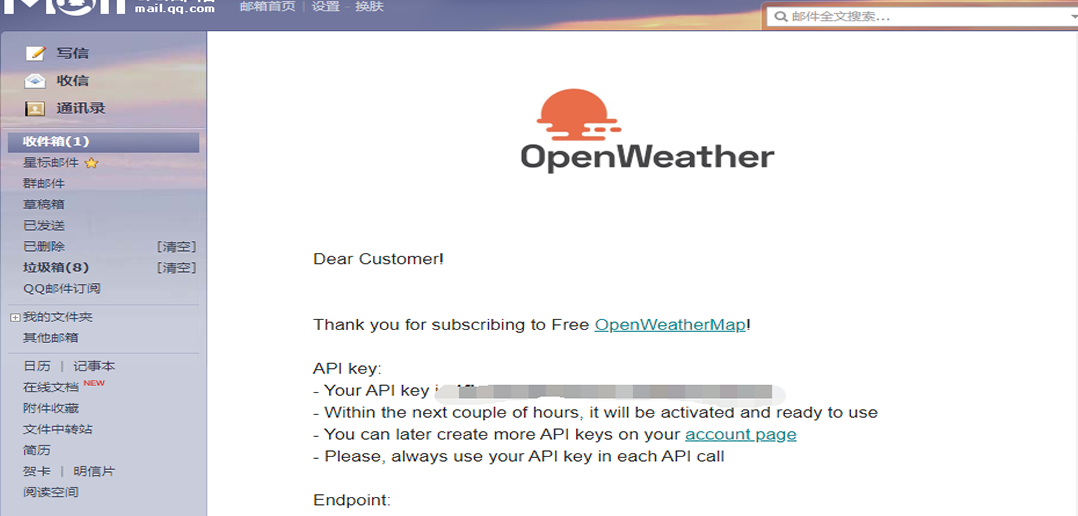 mail.qq.com
邮箱首页 | 设置 - 换肤
邮件全文搜索...
写信
收信
通讯录
收件箱(1)
星标邮件
群邮件
草稿箱
已发送
已删除 [清空]
垃圾箱(8) [清空]
QQ邮件订阅
我的文件夹
其他邮箱
日历 | 记事本
在线文档 NEW
附件收藏
文件中转站
简历
贺卡 | 明信片
阅读空间
OpenWeather
Dear Customer!
Thank you for subscribing to Free OpenWeatherMap!
API key:
- Your API key
- Within the next couple of hours, it will be activated and ready to use
- You can later create more API keys on your account page
- Please, always use your API key in each API call
Endpoint: